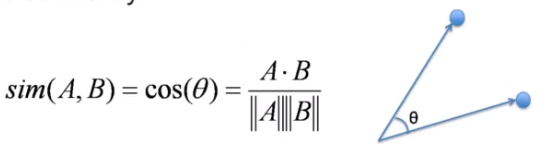 sim(A, B) = cos(θ) = A · B / ‖A‖‖B‖
θ